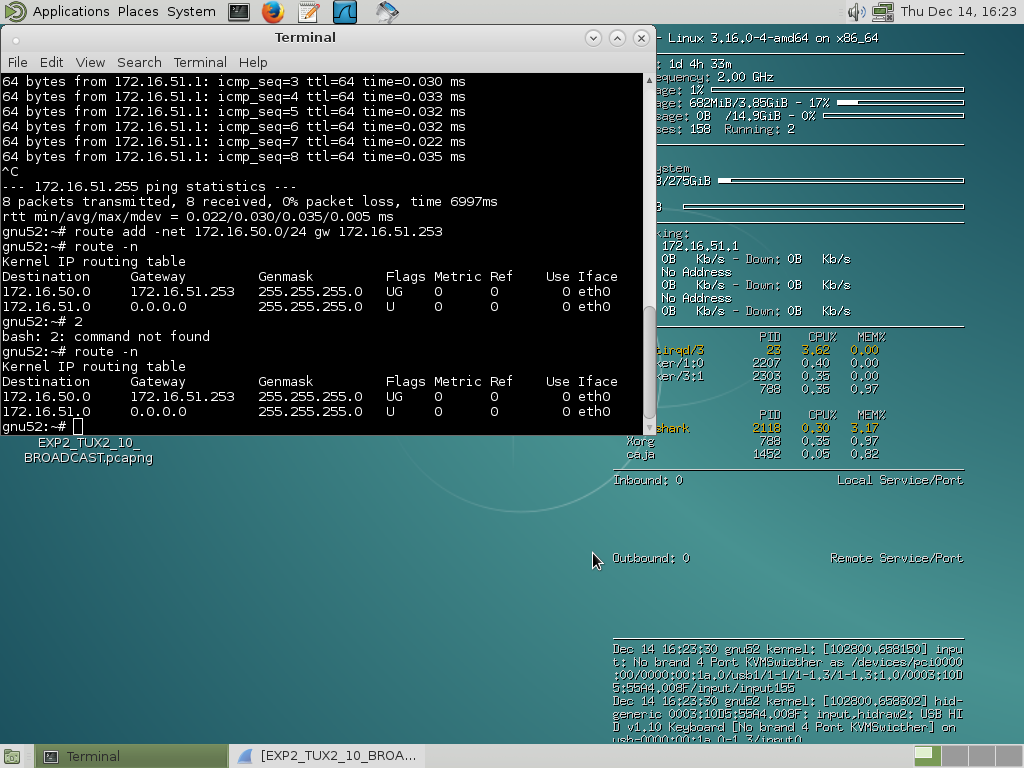 Applications Places System
Thu Dec 14, 16:23
Terminal
File Edit View Search Terminal Help
64 bytes from 172.16.51.1: icmp_seq=3 ttl=64 time=0.030 ms
64 bytes from 172.16.51.1: icmp_seq=4 ttl=64 time=0.033 ms
64 bytes from 172.16.51.1: icmp_seq=5 ttl=64 time=0.032 ms
64 bytes from 172.16.51.1: icmp_seq=6 ttl=64 time=0.032 ms
64 bytes from 172.16.51.1: icmp_seq=7 ttl=64 time=0.022 ms
64 bytes from 172.16.51.1: icmp_seq=8 ttl=64 time=0.035 ms
^C
--- 172.16.51.255 ping statistics ---
8 packets transmitted, 8 received, 0% packet loss, time 6997ms
rtt min/avg/max/mdev = 0.022/0.030/0.035/0.005 ms
gnu52:~# route add -net 172.16.50.0/24 gw 172.16.51.253
gnu52:~# route -n
Kernel IP routing table
Destination Gateway Genmask Flags Metric Ref Use Iface
172.16.50.0 172.16.51.253 255.255.255.0 UG 0 0 0 eth0
172.16.51.0 0.0.0.0 255.255.255.0 U 0 0 0 eth0
gnu52:~# 2
bash: 2: command not found
gnu52:~# route -n
Kernel IP routing table
Destination Gateway Genmask Flags Metric Ref Use Iface
172.16.50.0 172.16.51.253 255.255.255.0 UG 0 0 0 eth0
172.16.51.0 0.0.0.0 255.255.255.0 U 0 0 0 eth0
gnu52:~#
EXP2_TUX2_10_
BROADCAST.pcapng
- Linux 3.16.0-4-amd64 on x86_64
: 1d 4h 33m
equency: 2.00 GHz
age: 1%
age: 682MiB/3.85GiB - 17%
sage: 0B /14.9GiB - 0%
ses: 158 Running: 2
ystem
B/275GiB
B
king:
172.16.51.1
0B Kb/s - Down: 0B Kb/s
No Address
0B Kb/s - Down: 0B Kb/s
No Address
0B Kb/s - Down: 0B Kb/s
PID CPU% MEM%
tirqd/3 23 3.62 0.00
ker/1:0 2207 0.40 0.00
ker/3:1 2303 0.35 0.00
788 0.35 0.97
PID CPU% MEM%
shark 2118 0.30 3.17
Xorg 788 0.35 0.97
caja 1452 0.05 0.82
Inbound: 0 Local Service/Port
Outbound: 0 Remote Service/Port
Dec 14 16:23:30 gnu52 kernel: [102800.658150] inpu
t: No brand 4 Port KVMSwicther as /devices/pci0000
:00/0000:00:1a.0/usb1/1-1/1-1.3/1-1.3:1.0/0003:10D
5:55A4.008F/input/input155
Dec 14 16:23:30 gnu52 kernel: [102800.658302] hid-
generic 0003:10D5:55A4.008F: input,hidraw2: USB HI
D v1.10 Keyboard [No brand 4 Port KVMSwicther] on
usb-0000:00:1a.0-1.3/input0
Terminal
[EXP2_TUX2_10_BROA...